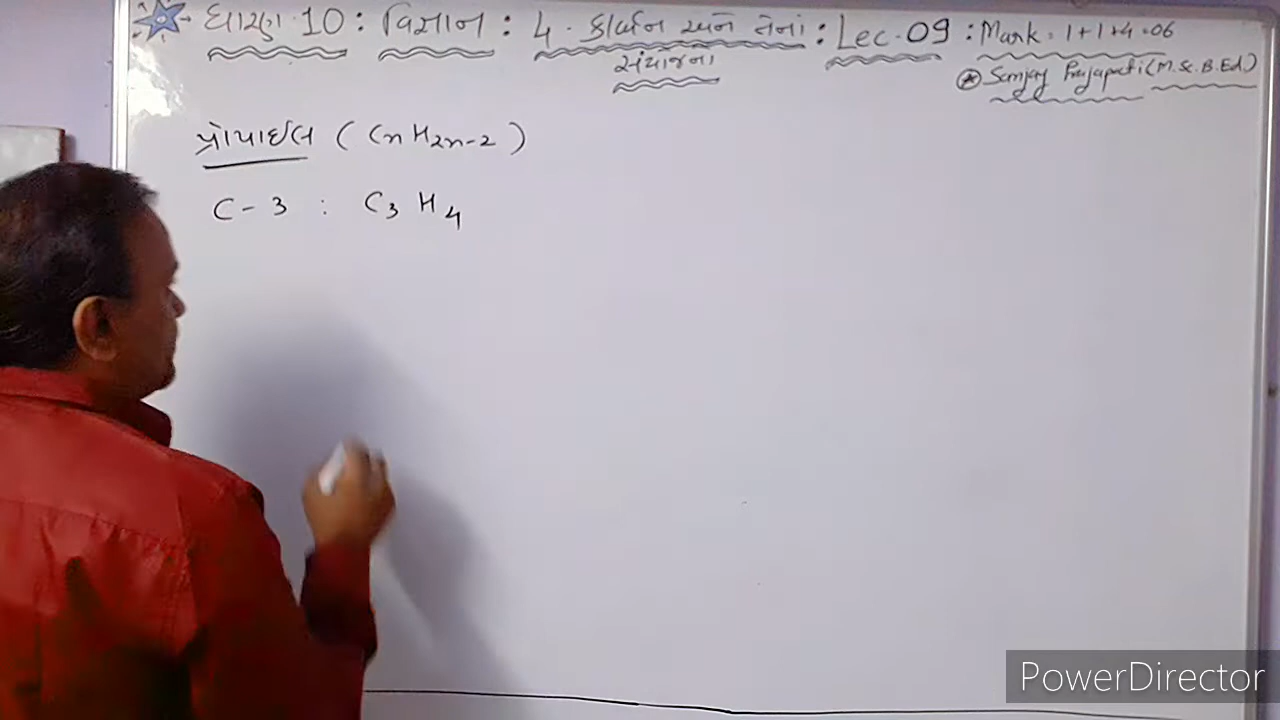 ધોરણ-10 : વિજ્ઞાન : 4. કાર્બન અને તેનાં : Lec-09 : Mark : 1+1+4=06
સંયોજનો
Sanjay Prajapati (M.Sc. B.Ed.)
પ્રોપાઈન ( CnH2n-2 )
C-3 : C3H4
PowerDirector